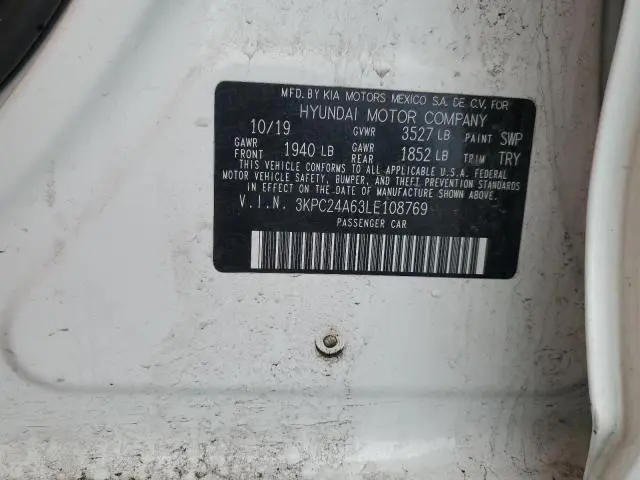 MFD. BY KIA MOTORS MEXICO S.A. DE C.V. FOR
HYUNDAI MOTOR COMPANY
10/19 GVWR 3527 LB PAINT SWP
GAWR FRONT 1940 LB GAWR REAR 1852 LB TRIM TRY
THIS VEHICLE CONFORMS TO ALL APPLICABLE U.S.A. FEDERAL
MOTOR VEHICLE SAFETY, BUMPER, AND THEFT PREVENTION STANDARDS
IN EFFECT ON THE DATE OF MANUFACTURE SHOWN ABOVE.
V.I.N. 3KPC24A63LE108769
PASSENGER CAR